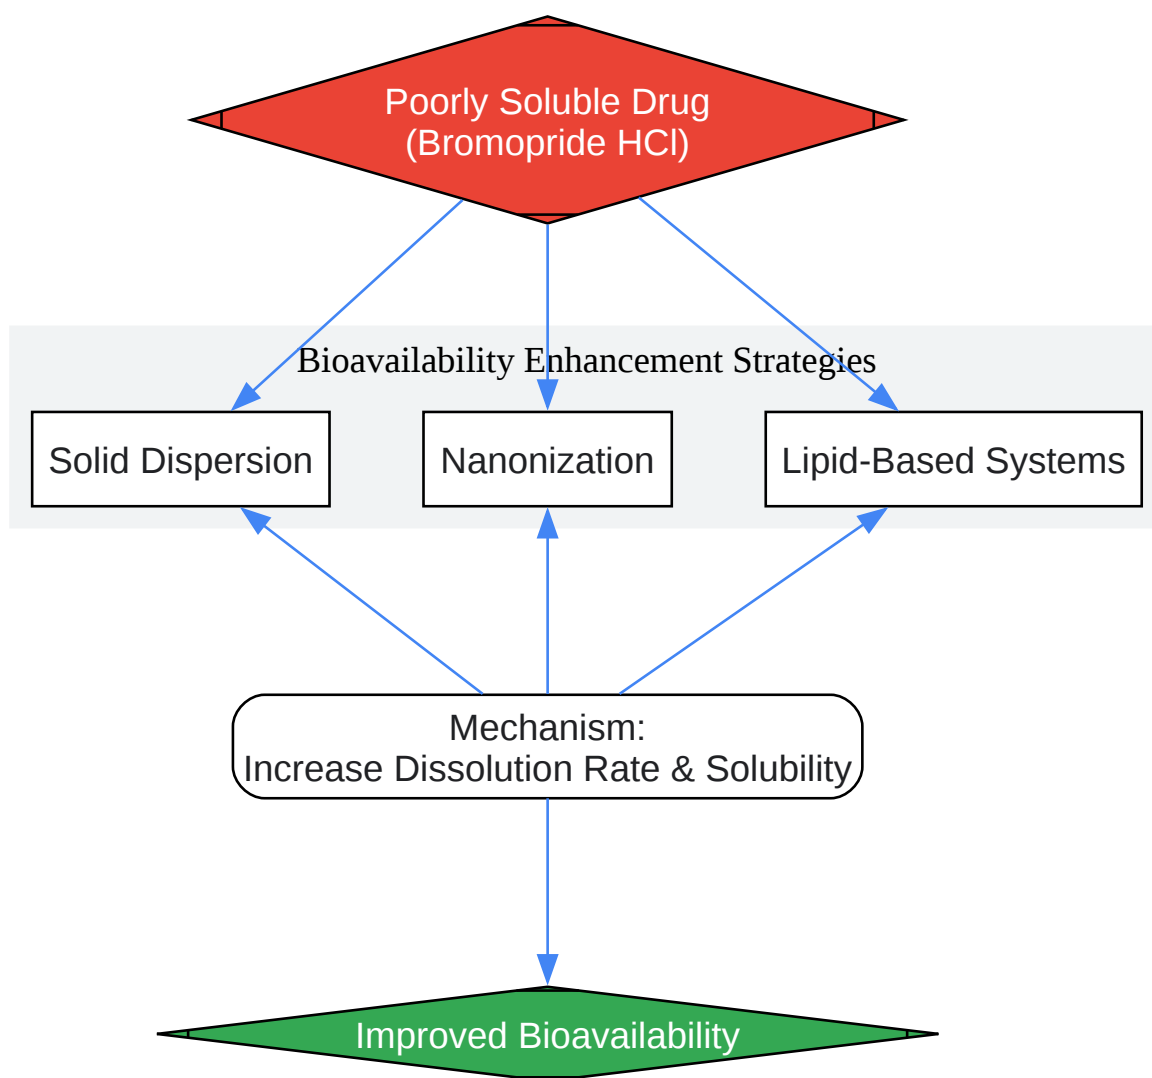 Poorly Soluble Drug
(Bromopride HCl)
Bioavailability Enhancement Strategies
Solid Dispersion
Nanonization
Lipid-Based Systems
Mechanism:
Increase Dissolution Rate & Solubility
Improved Bioavailability